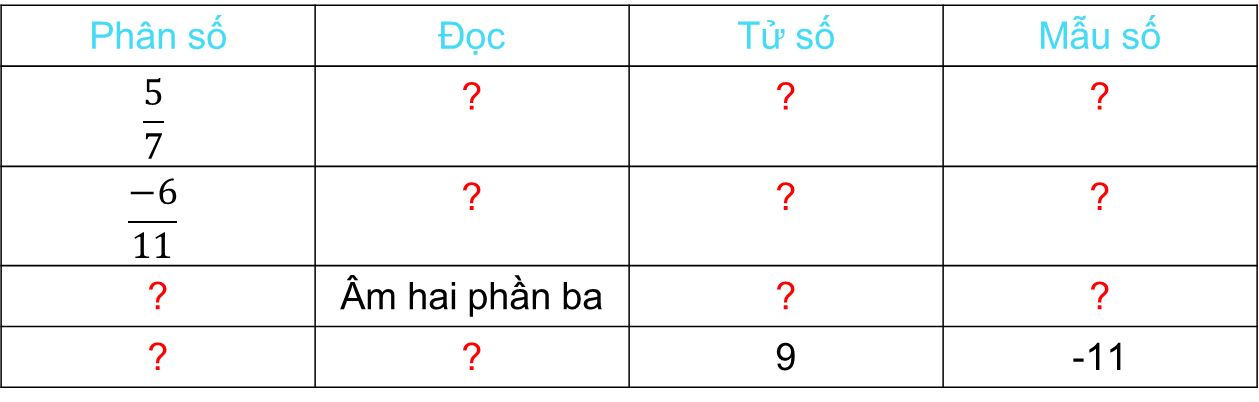 Phân số Đọc Tử số Mẫu số
5/7 ? ? ?
-6/11 ? ? ?
? Âm hai phần ba ? ?
? ? 9 -11